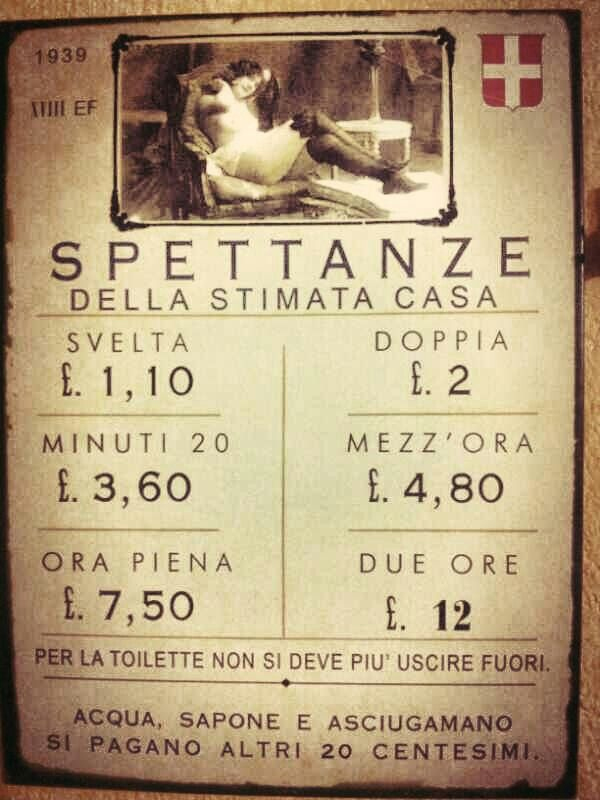 1939
XVIII EF
SPETTANZE
DELLA STIMATA CASA
SVELTA
£. 1,10
DOPPIA
£. 2
MINUTI 20
£. 3,60
MEZZ'ORA
£. 4,80
ORA PIENA
£. 7,50
DUE ORE
£. 12
PER LA TOILETTE NON SI DEVE PIU' USCIRE FUORI.
ACQUA, SAPONE E ASCIUGAMANO
SI PAGANO ALTRI 20 CENTESIMI.